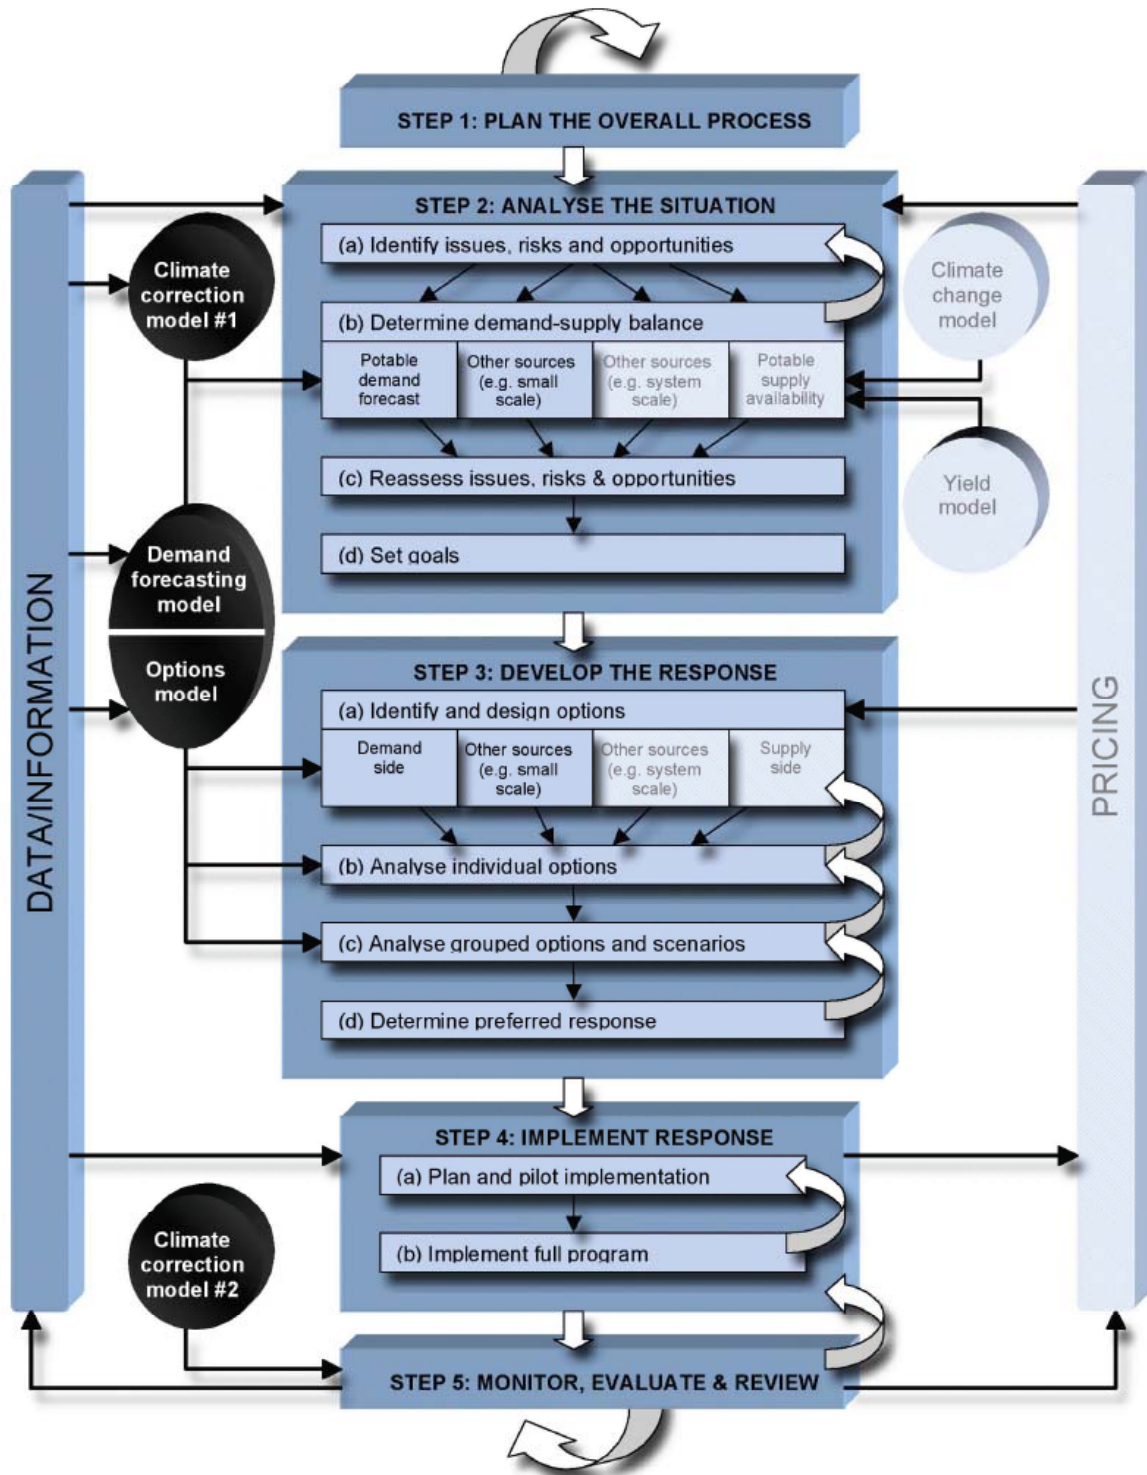 STEP 1: PLAN THE OVERALL PROCESS
STEP 2: ANALYSE THE SITUATION
(a) Identify issues, risks and opportunities
(b) Determine demand-supply balance
Potable
demand
forecast
Other sources
(e.g. small
scale)
Other sources
(e.g. system
scale)
Potable
supply
availability
(c) Reassess issues, risks & opportunities
(d) Set goals
Climate
correction
model #1
Demand
forecasting
model
Options
model
Climate
change
model
Yield
model
DATA/INFORMATION
PRICING
STEP 3: DEVELOP THE RESPONSE
(a) Identify and design options
Demand
side
Other sources
(e.g. small
scale)
Other sources
(e.g. system
scale)
Supply
side
(b) Analyse individual options
(c) Analyse grouped options and scenarios
(d) Determine preferred response
STEP 4: IMPLEMENT RESPONSE
(a) Plan and pilot implementation
(b) Implement full program
Climate
correction
model #2
STEP 5: MONITOR, EVALUATE & REVIEW